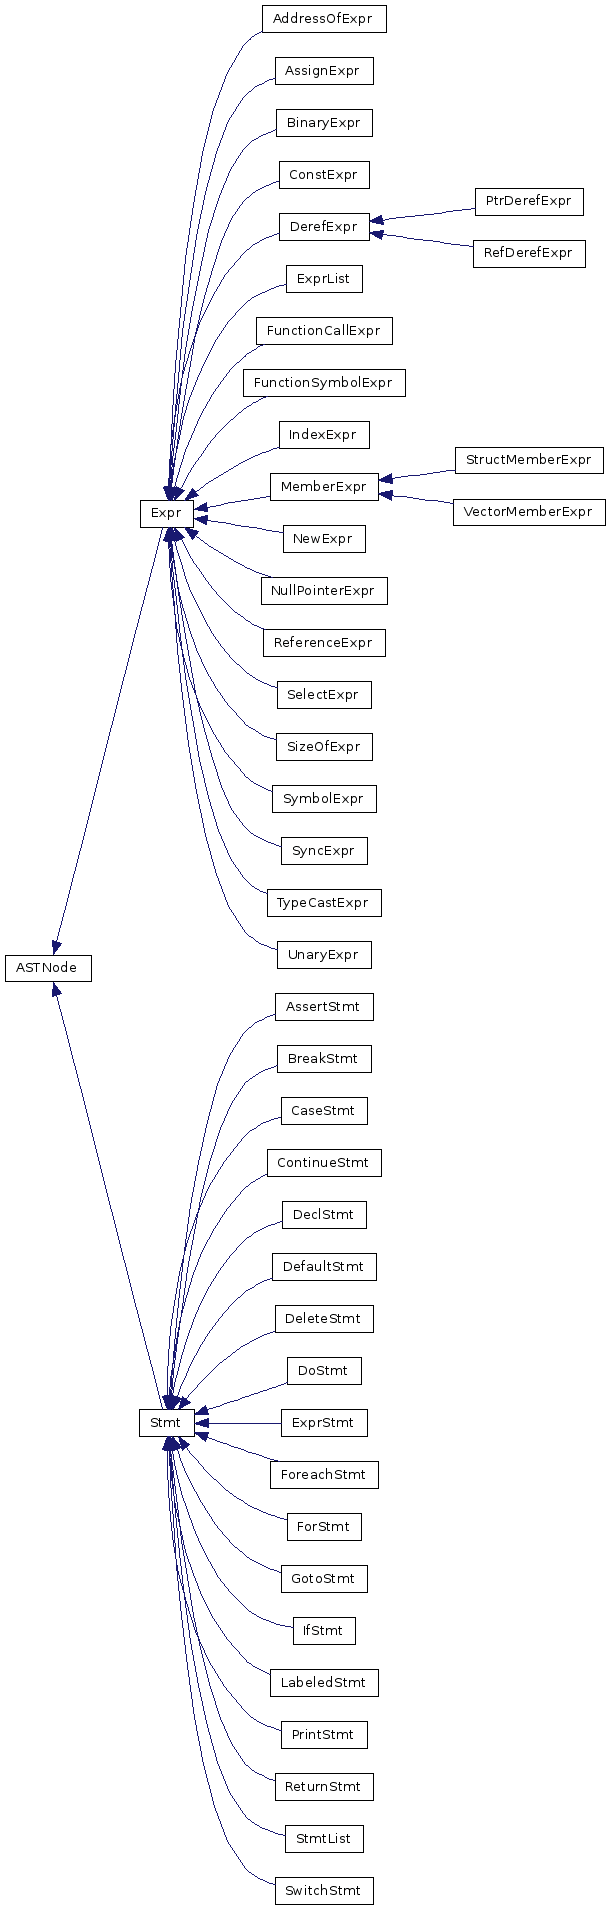 AddressOfExpr
AssignExpr
BinaryExpr
ConstExpr
PtrDerefExpr
DerefExpr
RefDerefExpr
ExprList
FunctionCallExpr
FunctionSymbolExpr
IndexExpr
StructMemberExpr
MemberExpr
VectorMemberExpr
Expr
NewExpr
NullPointerExpr
ReferenceExpr
SelectExpr
SizeOfExpr
SymbolExpr
SyncExpr
TypeCastExpr
UnaryExpr
ASTNode
AssertStmt
BreakStmt
CaseStmt
ContinueStmt
DeclStmt
DefaultStmt
DeleteStmt
DoStmt
Stmt
ExprStmt
ForeachStmt
ForStmt
GotoStmt
IfStmt
LabeledStmt
PrintStmt
ReturnStmt
StmtList
SwitchStmt